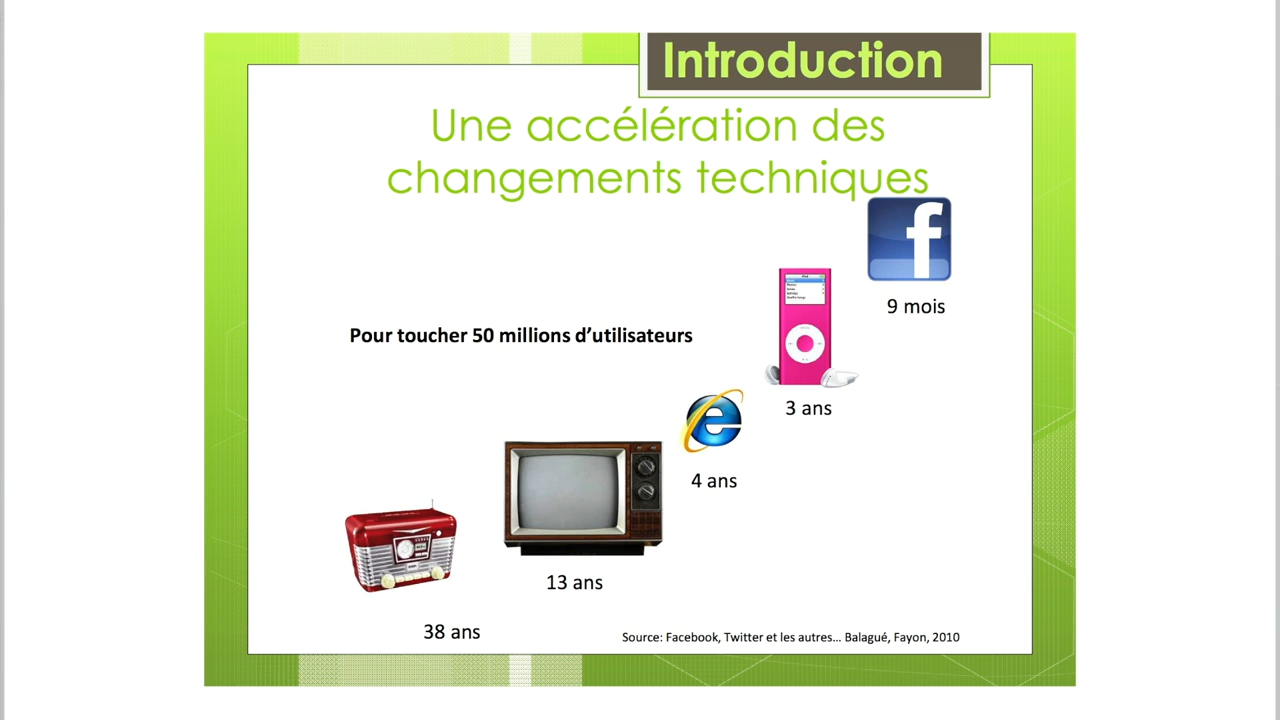 Introduction
Une accélération des
changements techniques
9 mois
Pour toucher 50 millions d’utilisateurs
3 ans
4 ans
13 ans
38 ans
Source: Facebook, Twitter et les autres... Balagué, Fayon, 2010